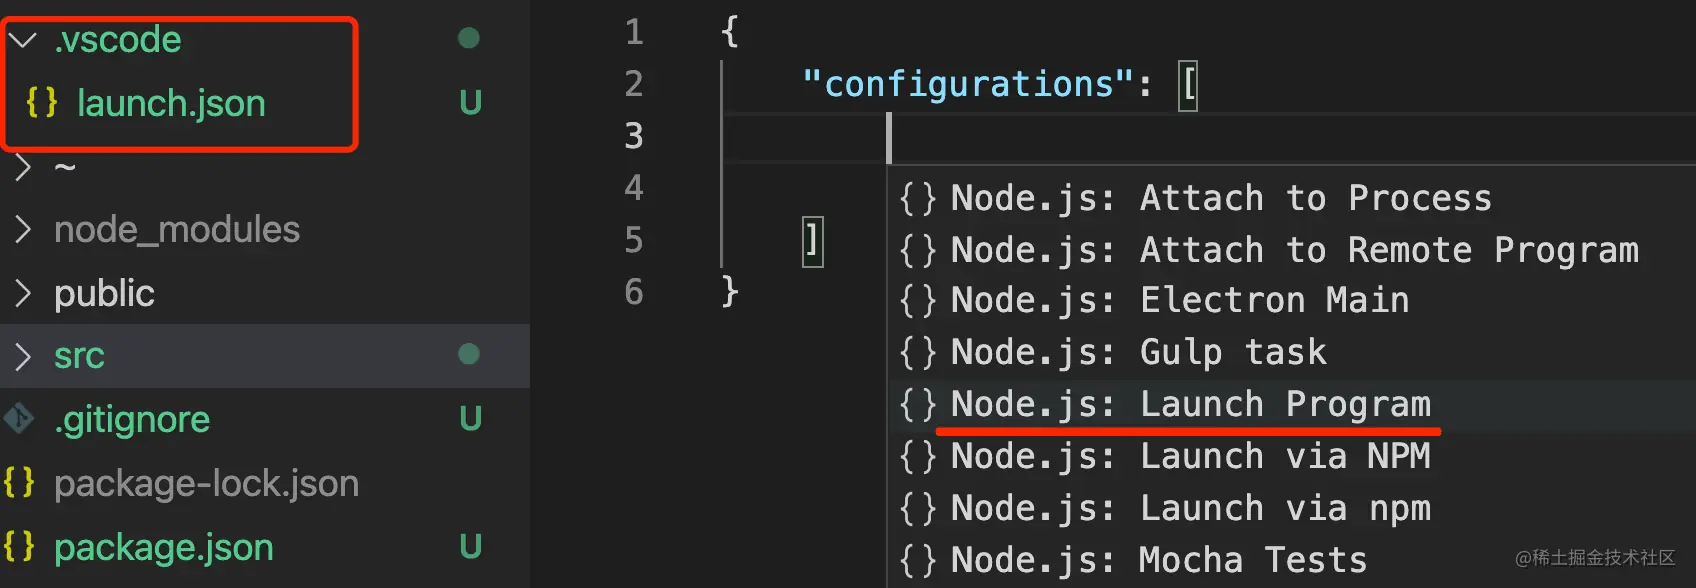 .vscode
{} launch.json U
~
node_modules
public
src
.gitignore U
{} package-lock.json
{} package.json U
1 {
2 "configurations": [
3
4
5 ]
6 }
{} Node.js: Attach to Process
{} Node.js: Attach to Remote Program
{} Node.js: Electron Main
{} Node.js: Gulp task
{} Node.js: Launch Program
{} Node.js: Launch via NPM
{} Node.js: Launch via npm
{} Node.js: Mocha Tests
@稀土掘金技术社区